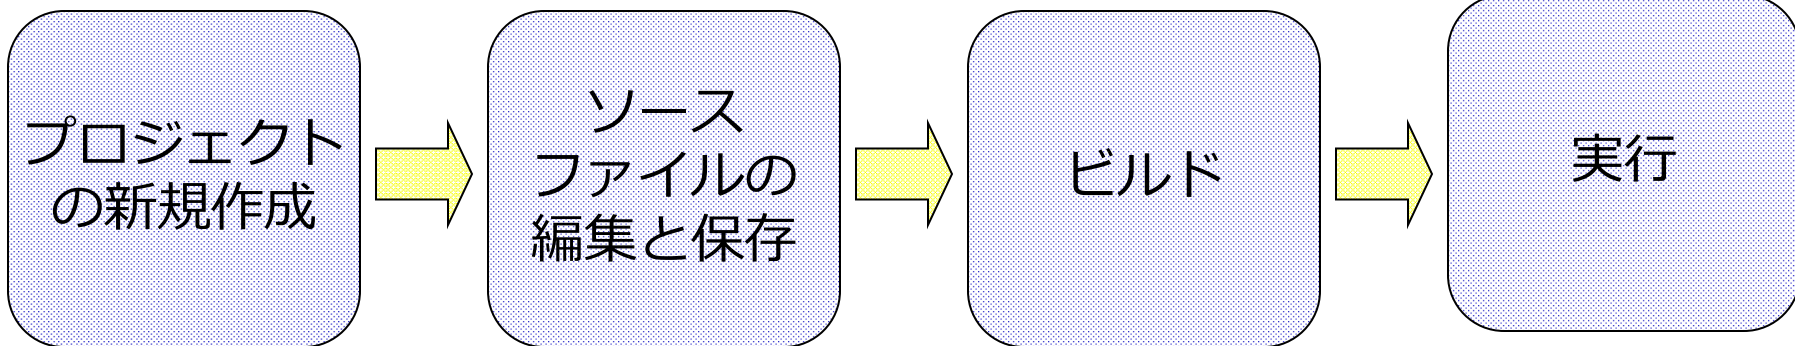 プロジェクト
の新規作成
ソース
ファイルの
編集と保存
ビルド
実行